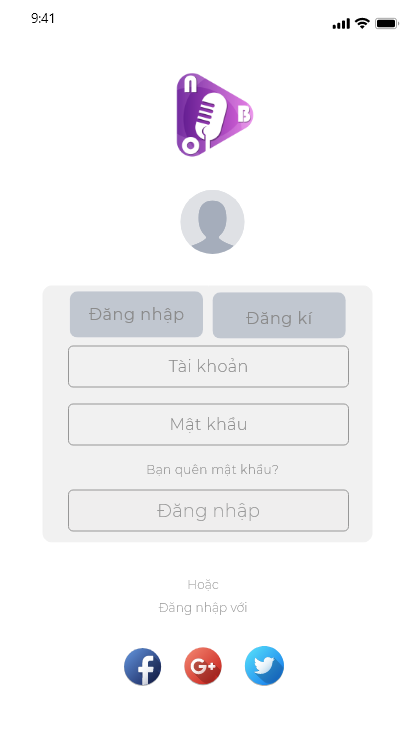 9:41
N
B
O
Đăng nhập
Đăng kí
Tài khoản
Mật khẩu
Bạn quên mật khẩu?
Đăng nhập
Hoặc
Đăng nhập với
f
G+